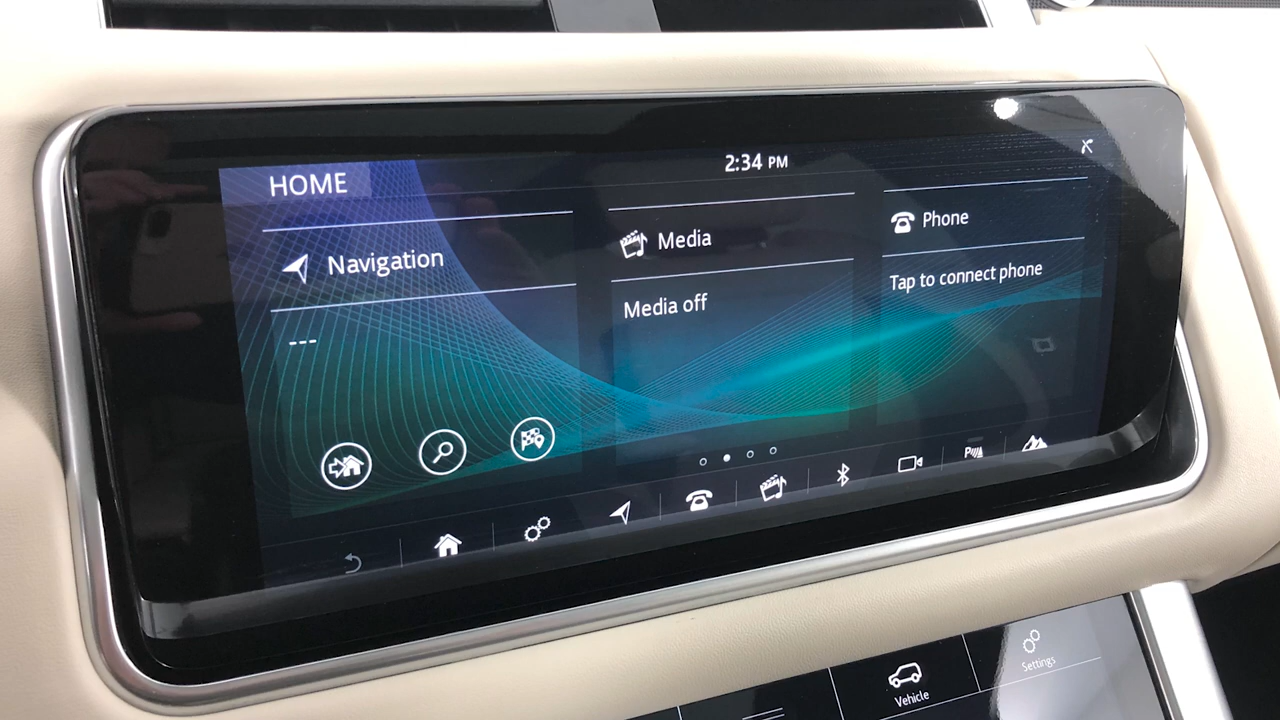 HOME
2:34 PM
Navigation
Media
Phone
---
Media off
Tap to connect phone
P
Vehicle
Settings